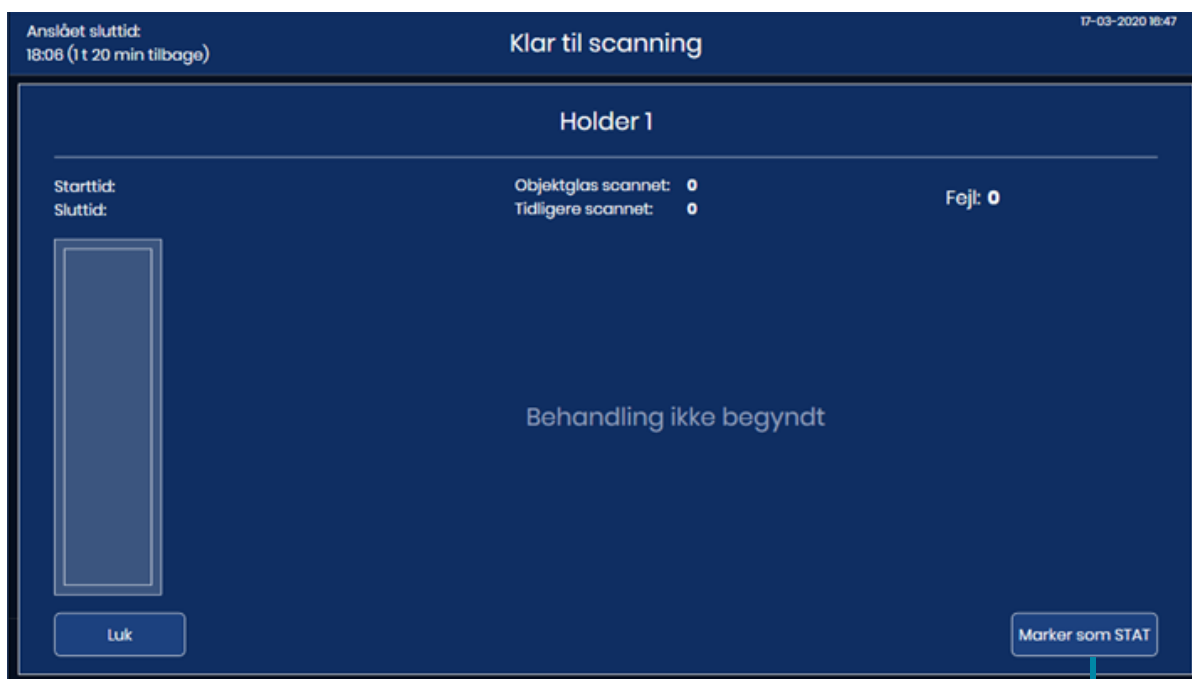 Anslået sluttid:
18:06 (1 t 20 min tilbage)
Klar til scanning
17-03-2020 16:47
Holder 1
Starttid:
Sluttid:
Objektglas scannet: 0
Tidligere scannet: 0
Fejl: 0
Behandling ikke begyndt
Luk
Marker som STAT